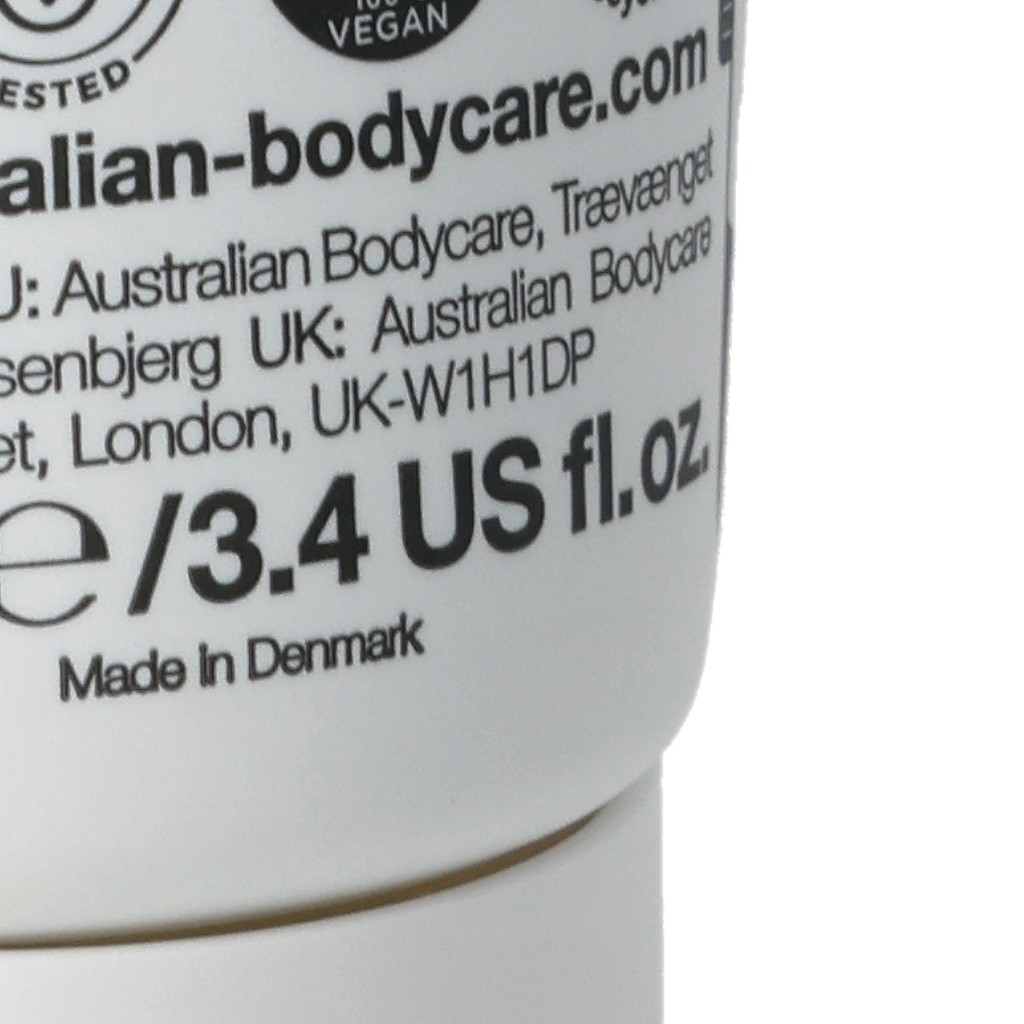 VEGAN
ESTED
alian-bodycare.com
U: Australian Bodycare, Trævænget
senbjerg UK: Australian Bodycare
et, London, UK-W1H1DP
e/3.4 US fl.oz.
Made in Denmark